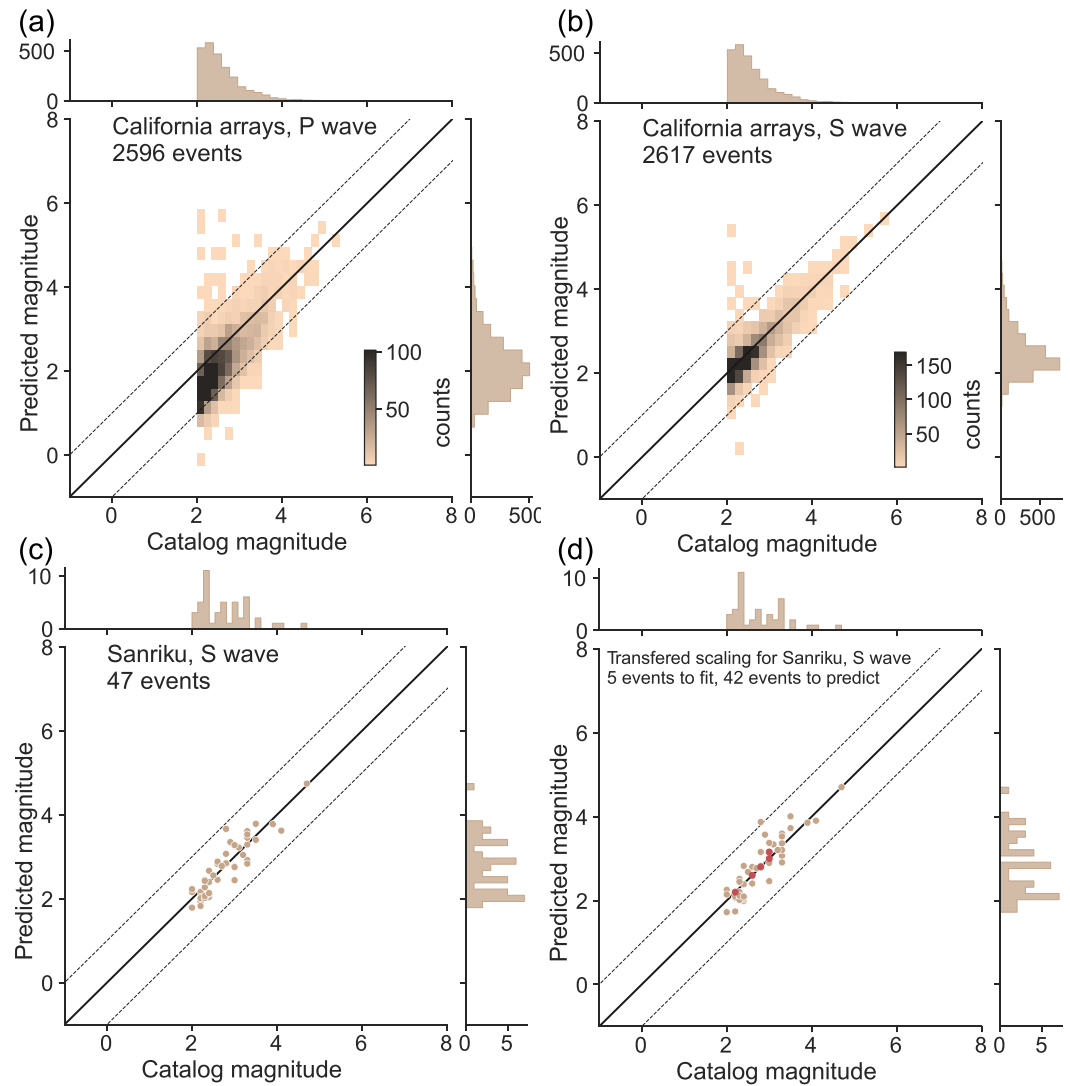 (a)
500
0
8
6
4
2
0
Predicted magnitude
California arrays, P wave
2596 events
100
50
counts
0
2
4
6
8
0
Catalog magnitude
(b)
500
0
8
6
4
2
0
Predicted magnitude
California arrays, S wave
2617 events
150
100
50
counts
0
2
4
6
8
0
500
Catalog magnitude
(c)
10
0
8
6
4
2
0
Predicted magnitude
Sanriku, S wave
47 events
0
2
4
6
8
0
5
Catalog magnitude
(d)
10
0
8
6
4
2
0
Predicted magnitude
Transfered scaling for Sanriku, S wave
5 events to fit, 42 events to predict
0
2
4
6
8
0
5
Catalog magnitude